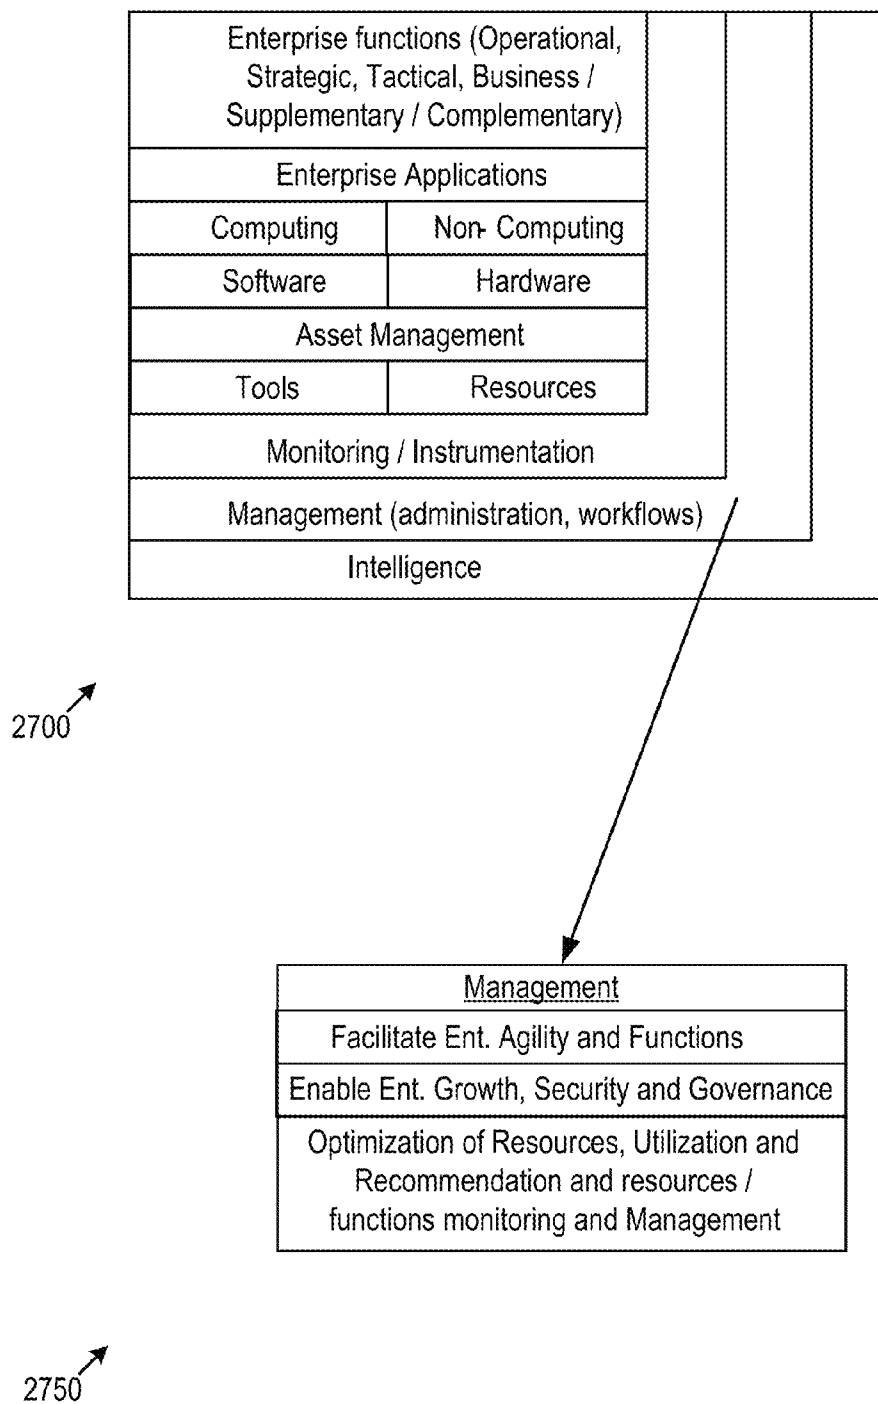 Enterprise functions (Operational,
Strategic, Tactical, Business /
Supplementary / Complementary)
Enterprise Applications
Computing
Non- Computing
Software
Hardware
Asset Management
Tools
Resources
Monitoring / Instrumentation
Management (administration, workflows)
Intelligence
2700
Management
Facilitate Ent. Agility and Functions
Enable Ent. Growth, Security and Governance
Optimization of Resources, Utilization and
Recommendation and resources /
functions monitoring and Management
2750